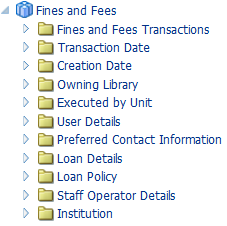 Fines and Fees
Fines and Fees Transactions
Transaction Date
Creation Date
Owning Library
Executed by Unit
User Details
Preferred Contact Information
Loan Details
Loan Policy
Staff Operator Details
Institution